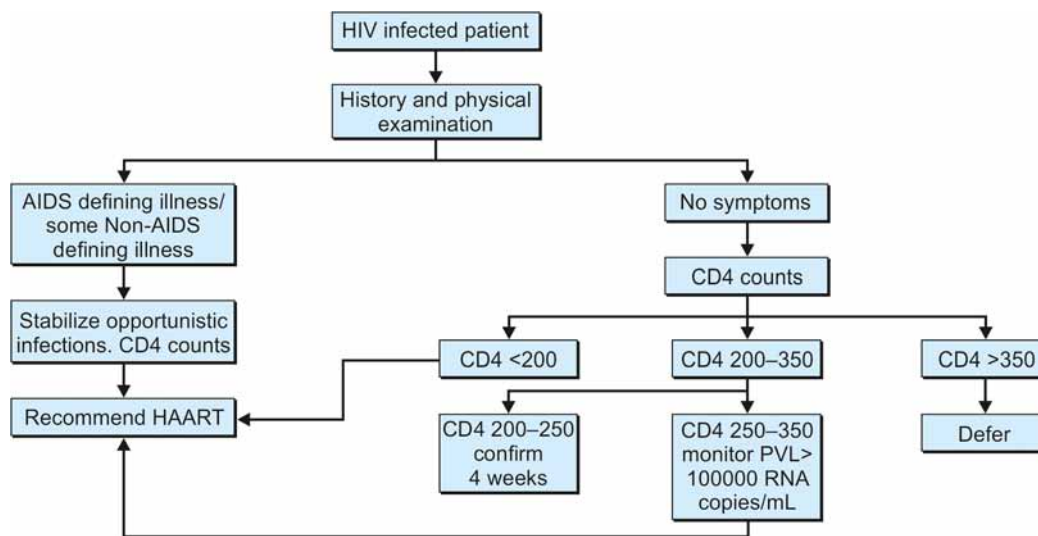 HIV infected patient
History and physical
examination
AIDS defining illness/
some Non-AIDS
defining illness
No symptoms
CD4 counts
Stabilize opportunistic
infections. CD4 counts
CD4 <200
CD4 200–350
CD4 >350
Recommend HAART
CD4 200–250
confirm
4 weeks
CD4 250–350
monitor PVL>
100000 RNA
copies/mL
Defer